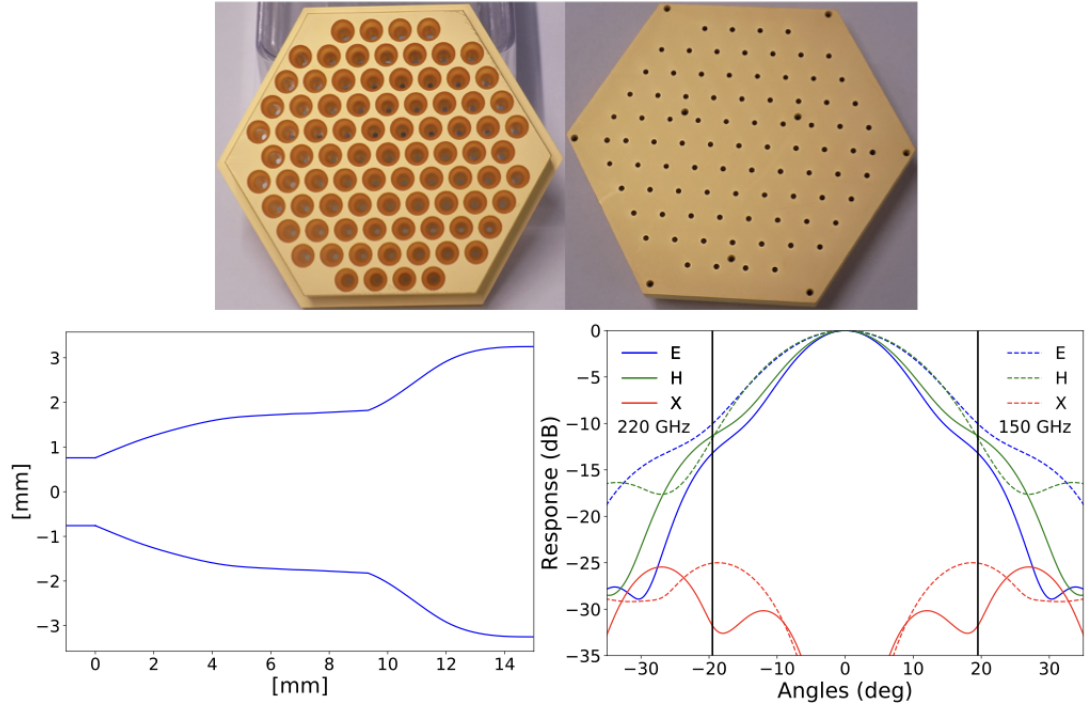 3
2
1
0
−1
−2
−3
[mm]
0 2 4 6 8 10 12 14
[mm]
0
−5
−10
−15
−20
−25
−30
−35
Response (dB)
E
H
X
220 GHz
E
H
X
150 GHz
−30 −20 −10 0 10 20 30
Angles (deg)